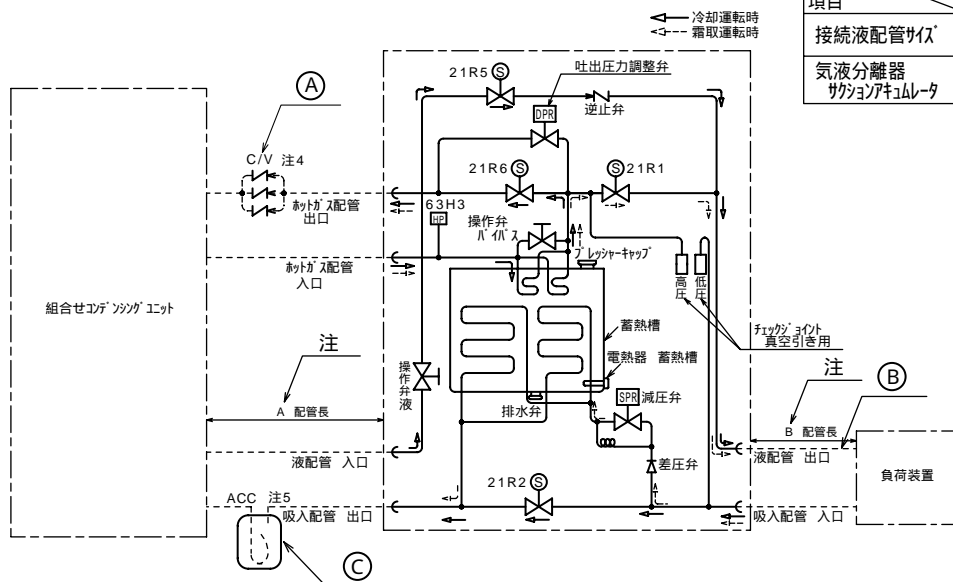 項目
接続液配管サイズ
気液分離器
サクションアキュムレータ
冷却運転時
霜取運転時
吐出圧力調整弁
21R5
S
DPR
逆止弁
A
C/V 注4
21R6
S
S
21R1
ホットガス配管
出口
63H3
HP
操作弁
バイパス
プレッシャーキャップ
ホットガス配管
入口
高圧
低圧
チェックジョイント
真空引き用
組合せコンデンシングユニット
蓄熱槽
電熱器 蓄熱槽
注
操作弁
液
排水弁
SPR
減圧弁
注
B
A 配管長
B 配管長
液配管 入口
差圧弁
液配管 出口
負荷装置
ACC 注5
吸入配管 出口
21R2
S
吸入配管 入口
C